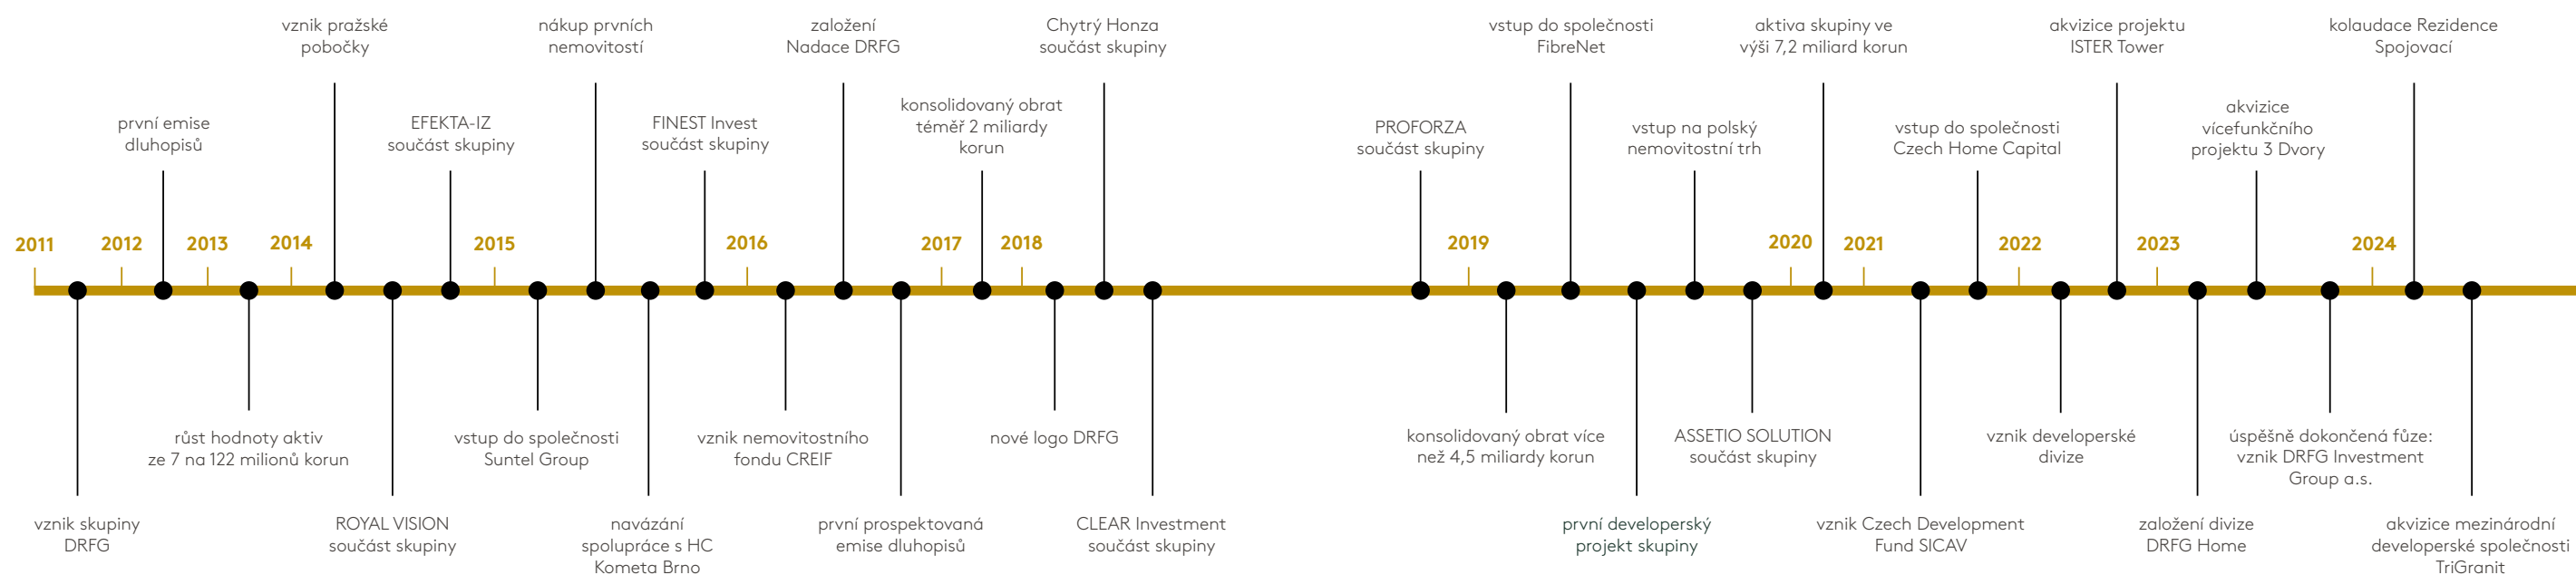 vznik pražské
pobočky
nákup prvních
nemovitostí
založení
Nadace DRFG
Chytrý Honza
součást skupiny
vstup do společnosti
FibreNet
aktiva skupiny ve
výši 7,2 miliard korun
akvizice projektu
ISTER Tower
kolaudace Rezidence
Spojovací
první emise
dluhopisů
EFEKTA-IZ
součást skupiny
FINEST Invest
součást skupiny
konsolidovaný obrat
téměř 2 miliardy
korun
PROFORZA
součást skupiny
vstup na polský
nemovitostní trh
vstup do společnosti
Czech Home Capital
akvizice
vícefunkčního
projektu 3 Dvory
2011
2012
2013
2014
2015
2016
2017
2018
2019
2020
2021
2022
2023
2024
růst hodnoty aktiv
ze 7 na 122 milionů korun
vstup do společnosti
Suntel Group
vznik nemovitostního
fondu CREIF
nové logo DRFG
konsolidovaný obrat více
než 4,5 miliardy korun
ASSETIO SOLUTION
součást skupiny
vznik developerské
divize
úspěšně dokončená fůze:
vznik DRFG Investment
Group a.s.
vznik skupiny
DRFG
ROYAL VISION
součást skupiny
navázání
spolupráce s HC
Kometa Brno
první prospektovaná
emise dluhopisů
CLEAR Investment
součást skupiny
první developerský
projekt skupiny
vznik Czech Development
Fund SICAV
založení divize
DRFG Home
akvizice mezinárodní
developerské společnosti
TriGranit